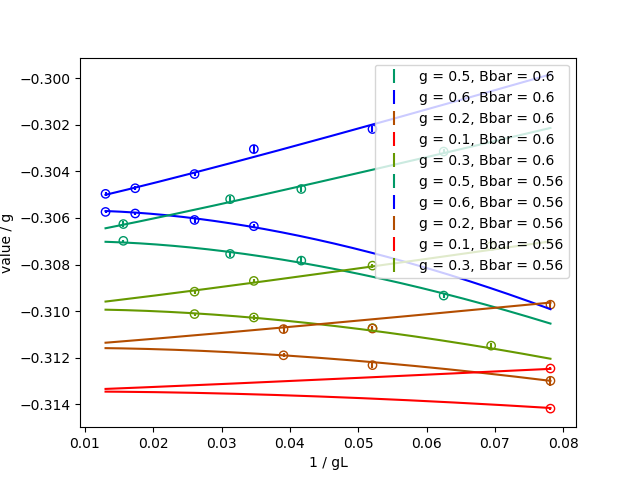 −0.300
−0.302
−0.304
−0.306
−0.308
−0.310
−0.312
−0.314
value / g
g = 0.5, Bbar = 0.6
g = 0.6, Bbar = 0.6
g = 0.2, Bbar = 0.6
g = 0.1, Bbar = 0.6
g = 0.3, Bbar = 0.6
g = 0.5, Bbar = 0.56
g = 0.6, Bbar = 0.56
g = 0.2, Bbar = 0.56
g = 0.1, Bbar = 0.56
g = 0.3, Bbar = 0.56
0.01 0.02 0.03 0.04 0.05 0.06 0.07 0.08
1 / gL